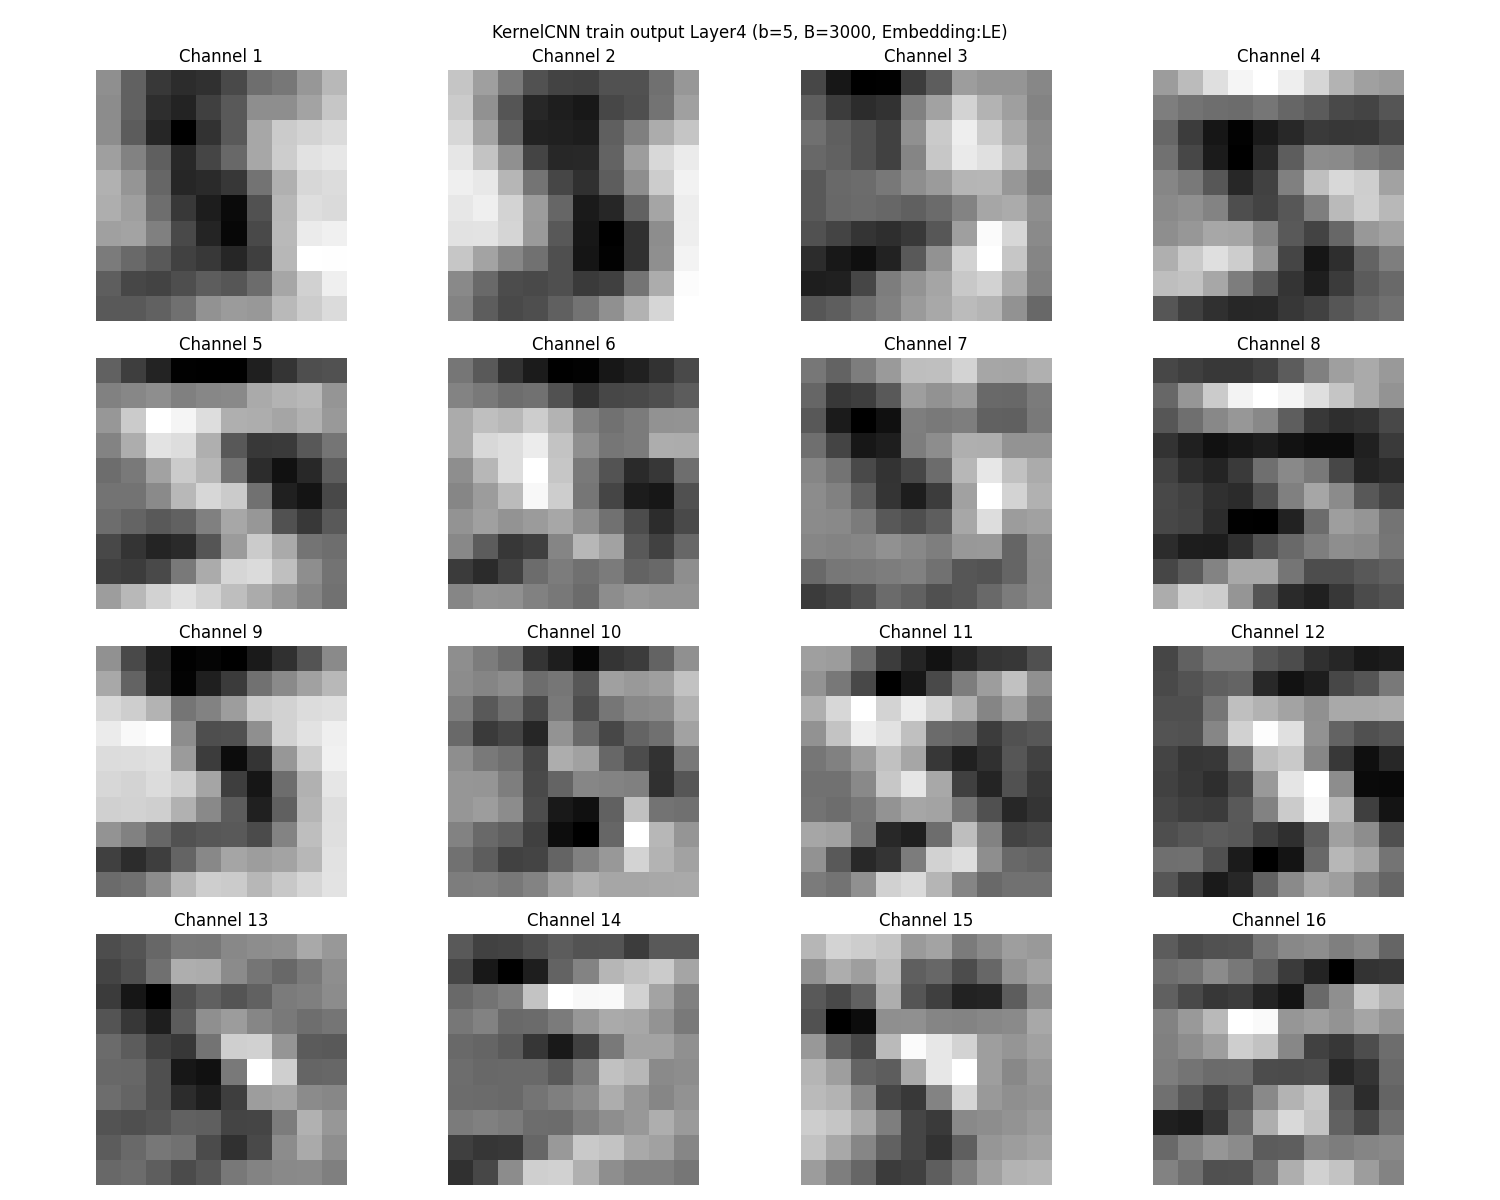 KernelCNN train output Layer4 (b=5, B=3000, Embedding:LE)
Channel 1
Channel 2
Channel 3
Channel 4
Channel 5
Channel 6
Channel 7
Channel 8
Channel 9
Channel 10
Channel 11
Channel 12
Channel 13
Channel 14
Channel 15
Channel 16